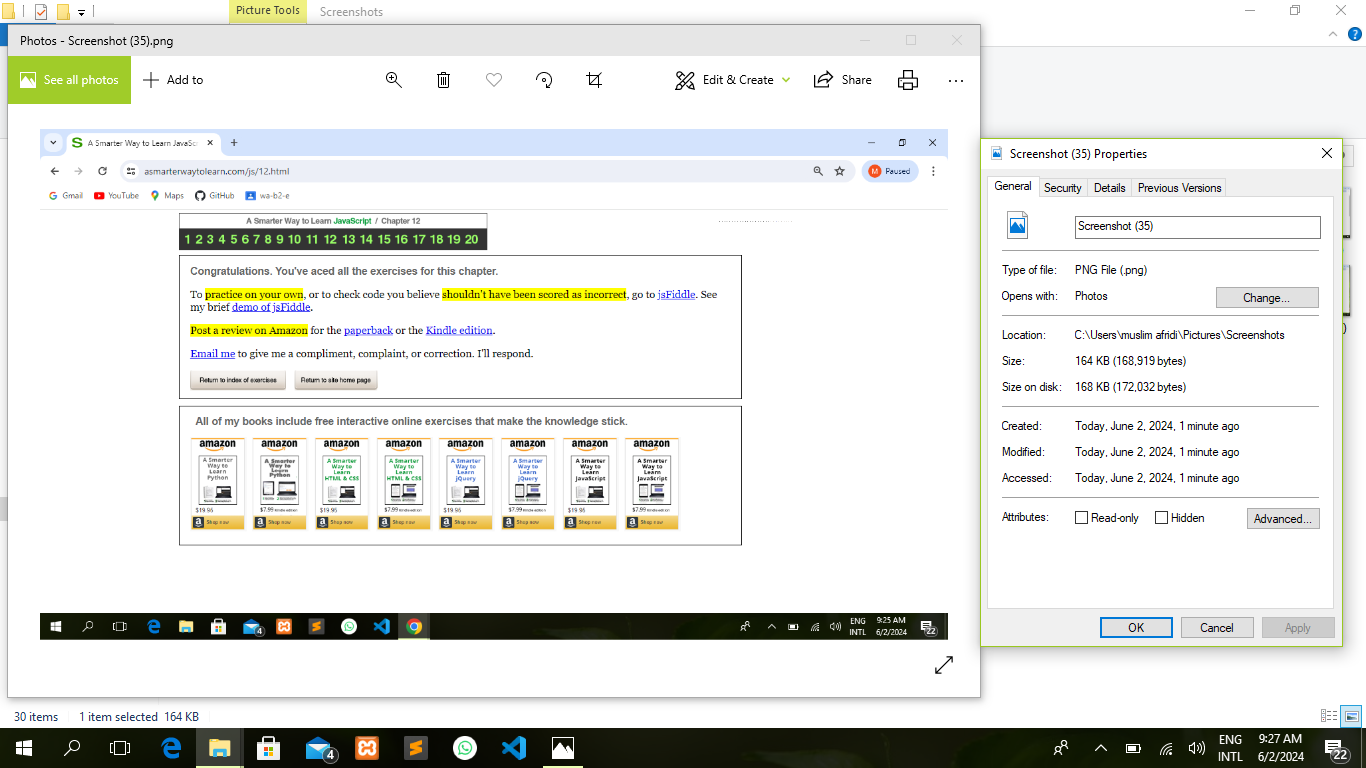 Picture Tools
Screenshots
Photos - Screenshot (35).png
See all photos
Add to
Edit & Create
Share
A Smarter Way to Learn JavaSc
asmarterwaytolearn.com/js/12.html
M Paused
Gmail YouTube Maps GitHub wa-b2-e
A Smarter Way to Learn JavaScript / Chapter 12
1 2 3 4 5 6 7 8 9 10 11 12 13 14 15 16 17 18 19 20
Congratulations. You've aced all the exercises for this chapter.
To practice on your own, or to check code you believe shouldn't have been scored as incorrect, go to jsFiddle. See
my brief demo of jsFiddle.
Post a review on Amazon for the paperback or the Kindle edition.
Email me to give me a compliment, complaint, or correction. I'll respond.
Return to index of exercises Return to site home page
All of my books include free interactive online exercises that make the knowledge stick.
amazon amazon amazon amazon amazon amazon amazon amazon
A Smarter Way to Learn Python
A Smarter Way to Learn Python
A Smarter Way to Learn HTML & CSS
A Smarter Way to Learn HTML & CSS
A Smarter Way to Learn jQuery
A Smarter Way to Learn jQuery
A Smarter Way to Learn JavaScript
A Smarter Way to Learn JavaScript
$19.95 $7.99 Kindle edition $19.95 $7.99 Kindle edition $19.95 $7.99 Kindle edition $19.95 $7.99 Kindle edition
Shop now Shop now Shop now Shop now Shop now Shop now Shop now Shop now
4
ENG
INTL
9:25 AM
6/2/2024
22
Screenshot (35) Properties
General Security Details Previous Versions
Screenshot (35)
Type of file: PNG File (.png)
Opens with: Photos Change...
Location: C:\Users\muslim afridi\Pictures\Screenshots
Size: 164 KB (168,919 bytes)
Size on disk: 168 KB (172,032 bytes)
Created: Today, June 2, 2024, 1 minute ago
Modified: Today, June 2, 2024, 1 minute ago
Accessed: Today, June 2, 2024, 1 minute ago
Attributes: Read-only Hidden Advanced...
OK Cancel Apply
30 items 1 item selected 164 KB
4
ENG
INTL
9:27 AM
6/2/2024
22